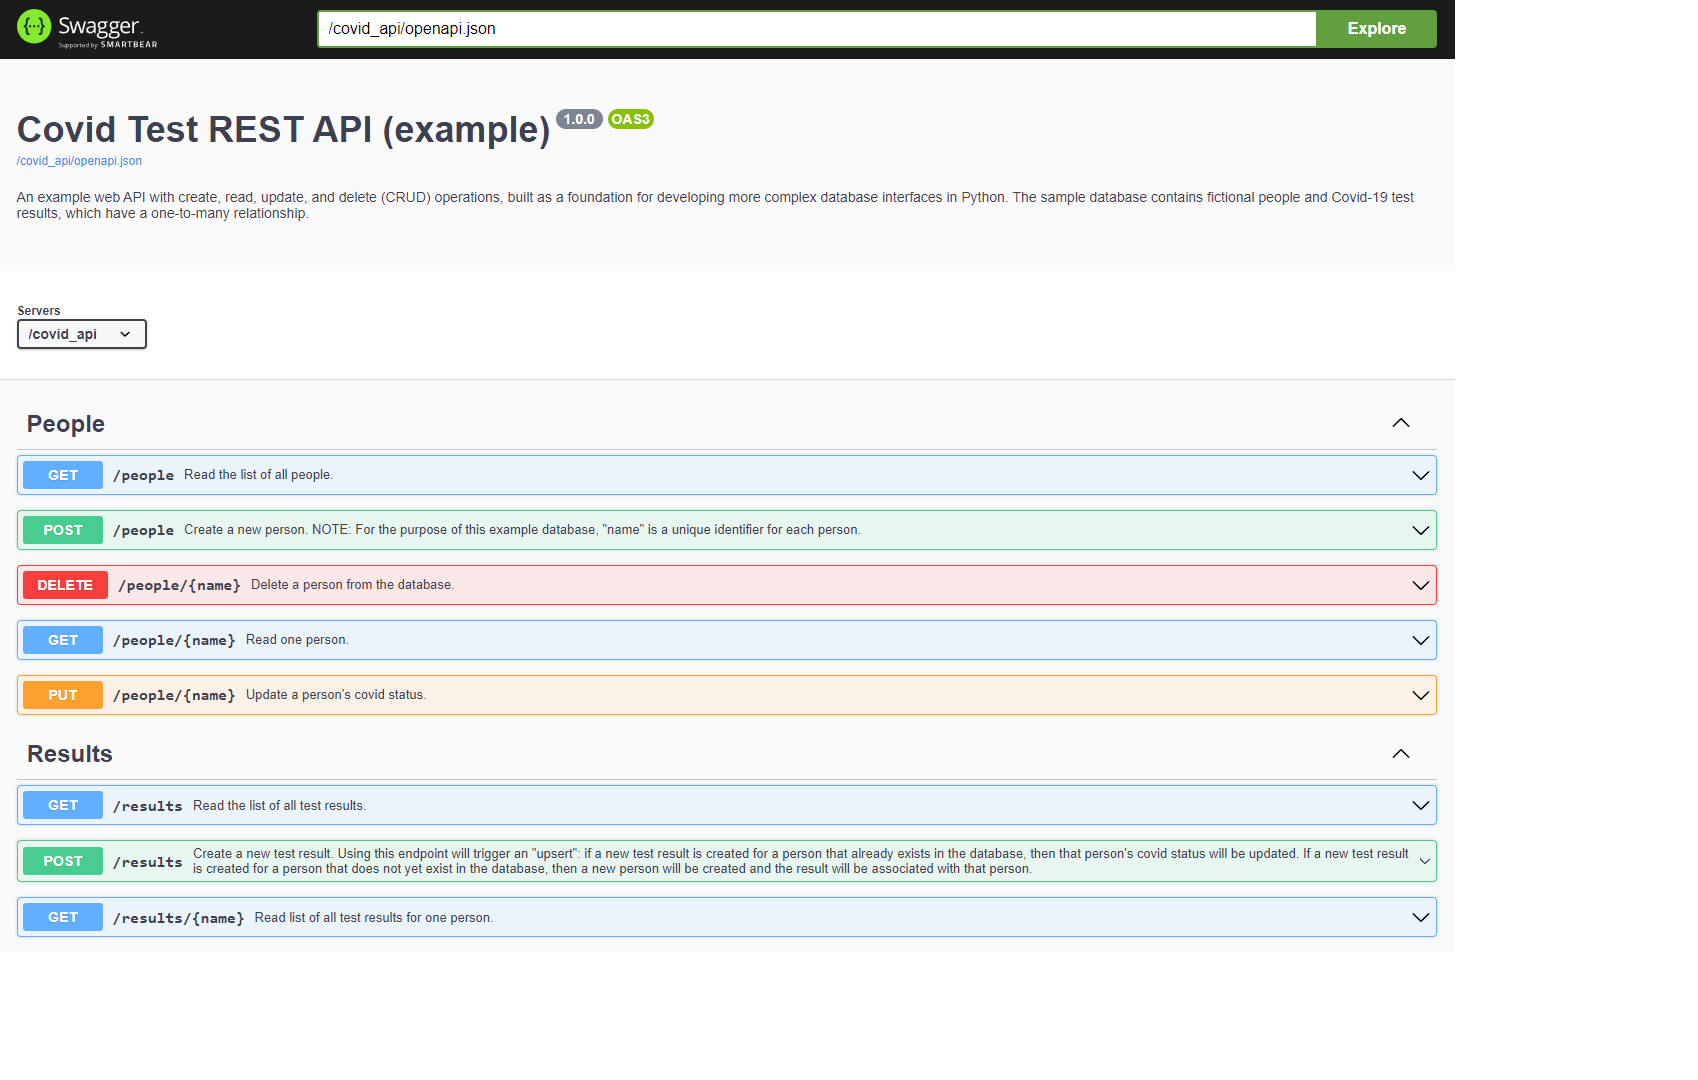 {···} Swagger.
Supported by SMARTBEAR
/covid_api/openapi.json
Explore
Covid Test REST API (example) 1.0.0 OAS3
/covid_api/openapi.json
An example web API with create, read, update, and delete (CRUD) operations, built as a foundation for developing more complex database interfaces in Python. The sample database contains fictional people and Covid-19 test
results, which have a one-to-many relationship.
Servers
/covid_api
People
GET /people Read the list of all people.
POST /people Create a new person. NOTE: For the purpose of this example database, "name" is a unique identifier for each person.
DELETE /people/{name} Delete a person from the database.
GET /people/{name} Read one person.
PUT /people/{name} Update a person's covid status.
Results
GET /results Read the list of all test results.
POST /results Create a new test result. Using this endpoint will trigger an "upsert": if a new test result is created for a person that already exists in the database, then that person's covid status will be updated. If a new test result
is created for a person that does not yet exist in the database, then a new person will be created and the result will be associated with that person.
GET /results/{name} Read list of all test results for one person.